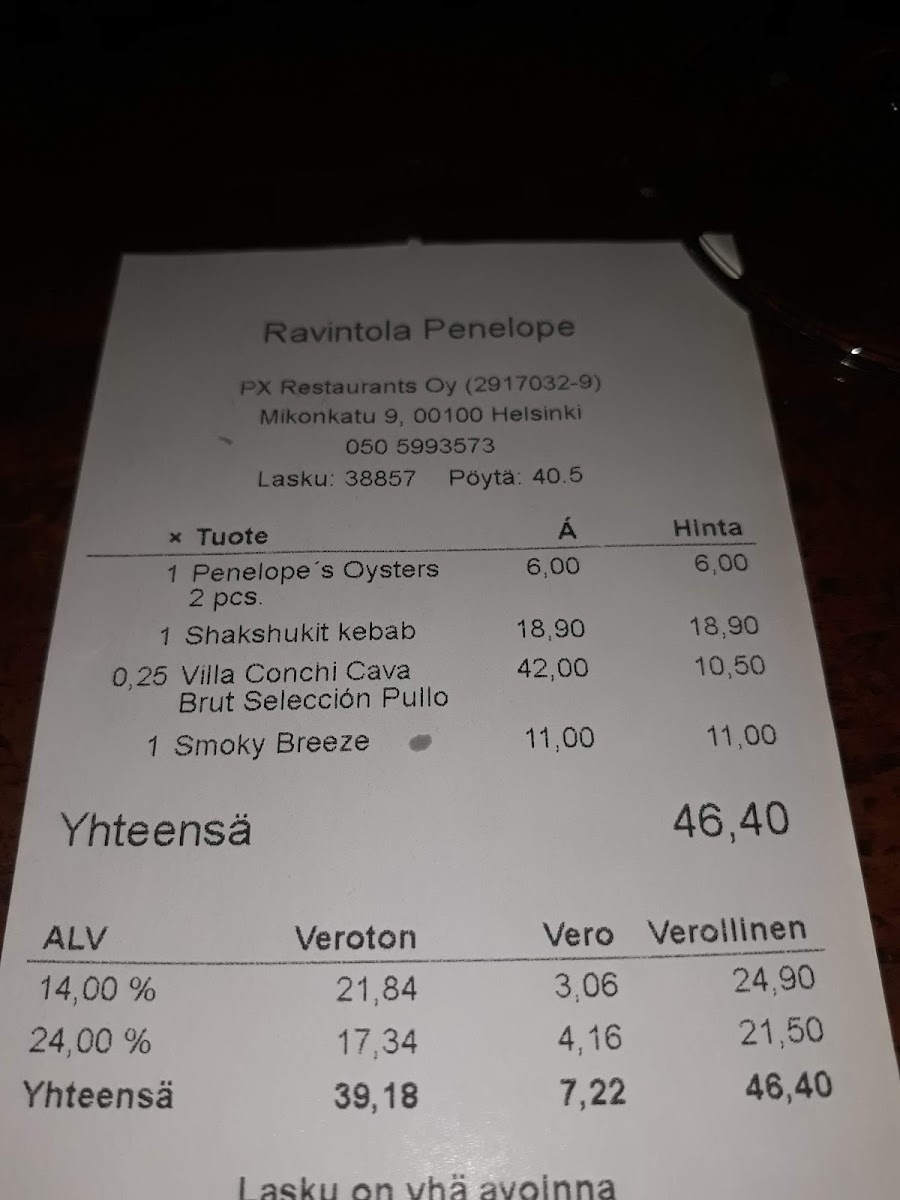 Ravintola Penelope
PX Restaurants Oy (2917032-9)
Mikonkatu 9, 00100 Helsinki
050 5993573
Lasku: 38857 Pöytä: 40.5
× Tuote Á Hinta
1 Penelope´s Oysters 6,00 6,00
2 pcs.
1 Shakshukit kebab 18,90 18,90
0,25 Villa Conchi Cava 42,00 10,50
Brut Selección Pullo
1 Smoky Breeze 11,00 11,00
Yhteensä 46,40
ALV Veroton Vero Verollinen
14,00 % 21,84 3,06 24,90
24,00 % 17,34 4,16 21,50
Yhteensä 39,18 7,22 46,40
Lasku on yhä avoinna